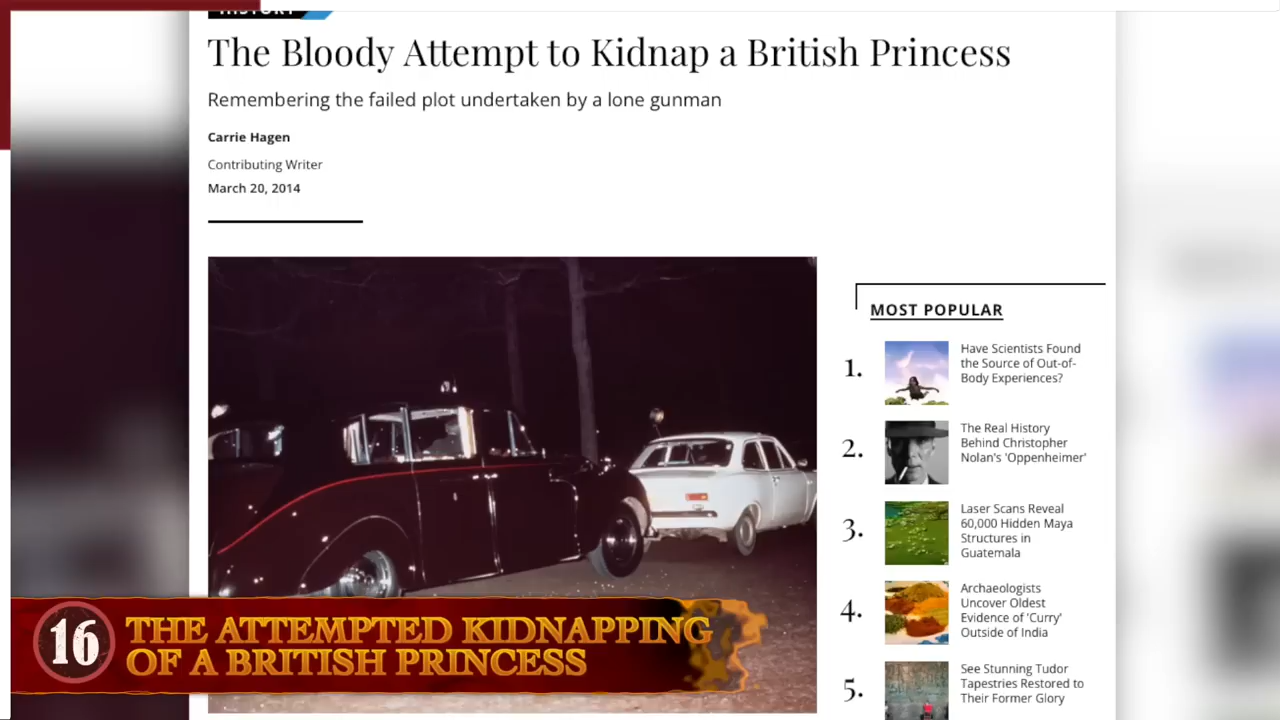 HISTORY
The Bloody Attempt to Kidnap a British Princess
Remembering the failed plot undertaken by a lone gunman
Carrie Hagen
Contributing Writer
March 20, 2014
MOST POPULAR
1.
Have Scientists Found
the Source of Out-of-
Body Experiences?
2.
The Real History
Behind Christopher
Nolan's 'Oppenheimer'
3.
Laser Scans Reveal
60,000 Hidden Maya
Structures in
Guatemala
4.
Archaeologists
Uncover Oldest
Evidence of 'Curry'
Outside of India
5.
See Stunning Tudor
Tapestries Restored to
Their Former Glory
16
THE ATTEMPTED KIDNAPPING
OF A BRITISH PRINCESS